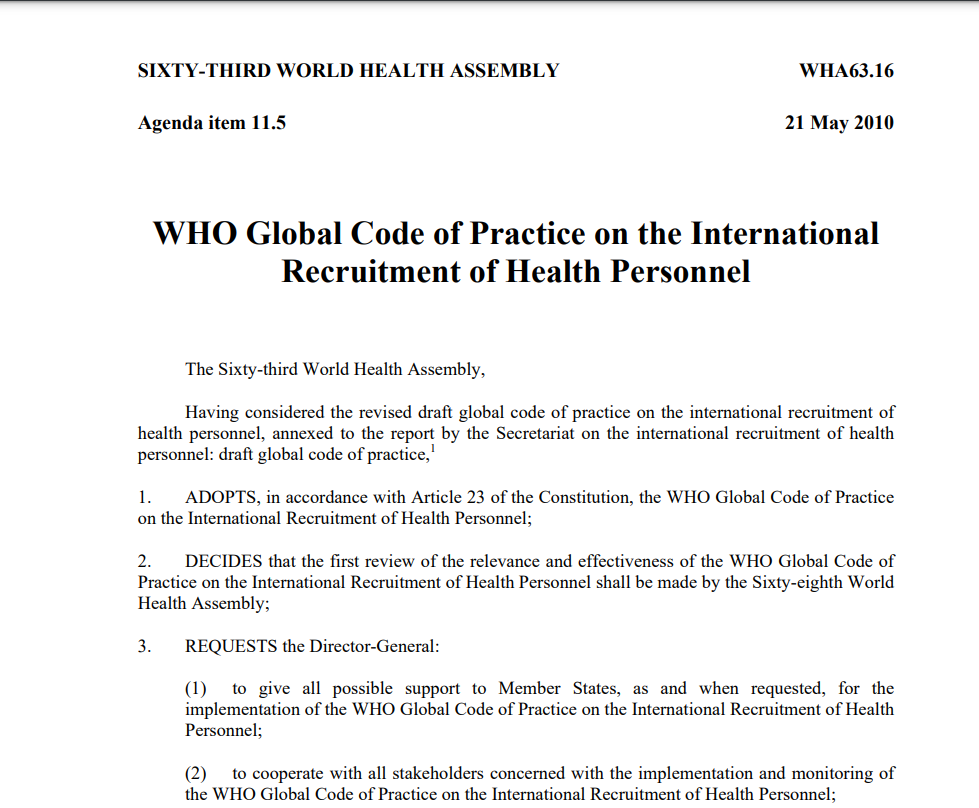 SIXTY-THIRD WORLD HEALTH ASSEMBLY WHA63.16
Agenda item 11.5 21 May 2010
WHO Global Code of Practice on the International
Recruitment of Health Personnel
The Sixty-third World Health Assembly,
Having considered the revised draft global code of practice on the international recruitment of
health personnel, annexed to the report by the Secretariat on the international recruitment of health
personnel: draft global code of practice,1
1. ADOPTS, in accordance with Article 23 of the Constitution, the WHO Global Code of Practice
on the International Recruitment of Health Personnel;
2. DECIDES that the first review of the relevance and effectiveness of the WHO Global Code of
Practice on the International Recruitment of Health Personnel shall be made by the Sixty-eighth World
Health Assembly;
3. REQUESTS the Director-General:
(1) to give all possible support to Member States, as and when requested, for the
implementation of the WHO Global Code of Practice on the International Recruitment of Health
Personnel;
(2) to cooperate with all stakeholders concerned with the implementation and monitoring of
the WHO Global Code of Practice on the International Recruitment of Health Personnel;